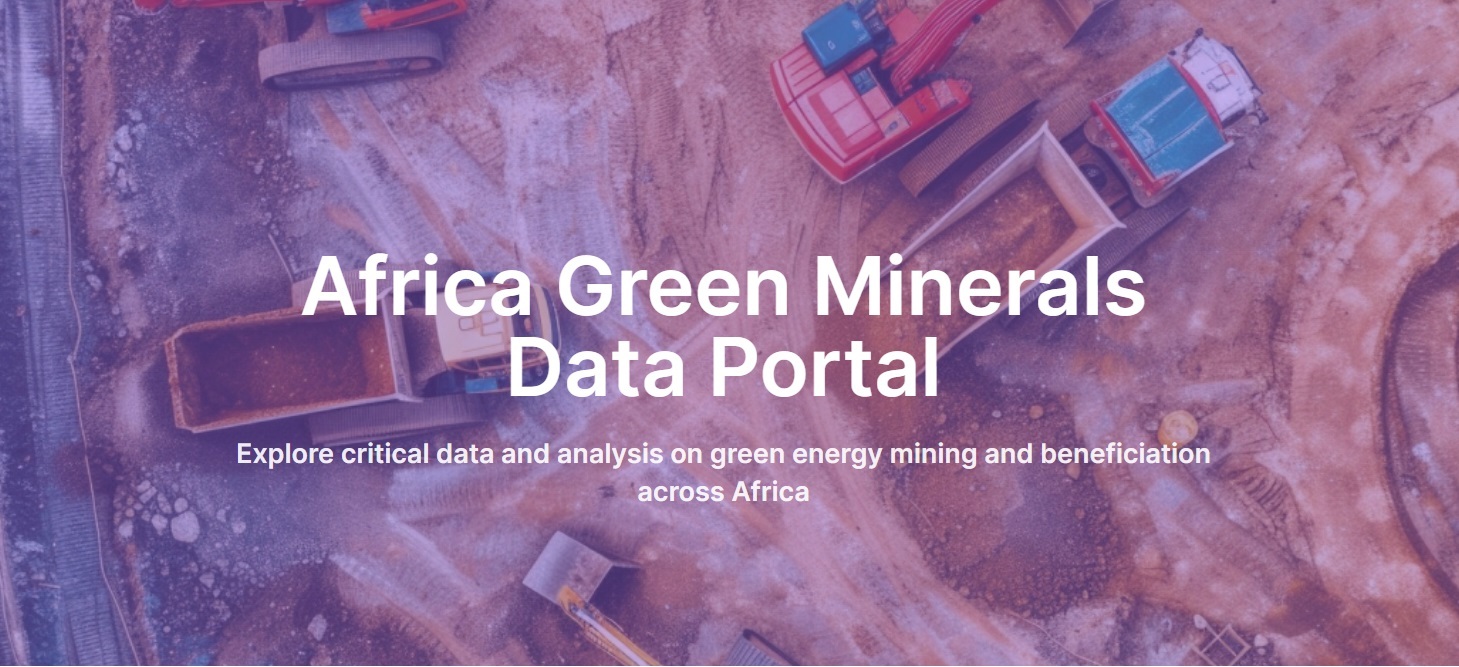 Africa Green Minerals
Data Portal
Explore critical data and analysis on green energy mining and beneficiation
across Africa